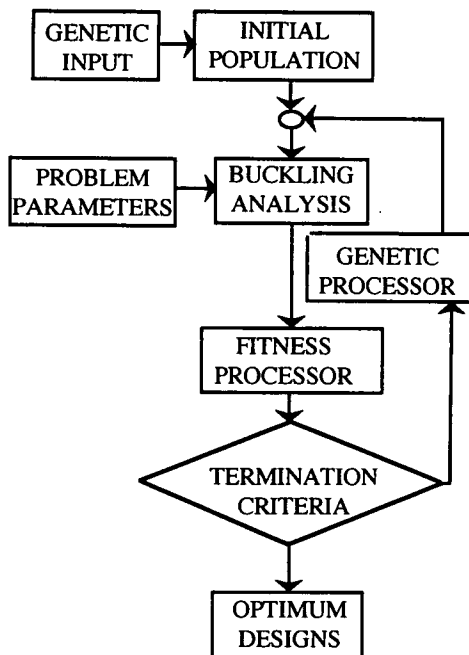 GENETIC
INPUT
INITIAL
POPULATION
PROBLEM
PARAMETERS
BUCKLING
ANALYSIS
GENETIC
PROCESSOR
FITNESS
PROCESSOR
TERMINATION
CRITERIA
OPTIMUM
DESIGNS